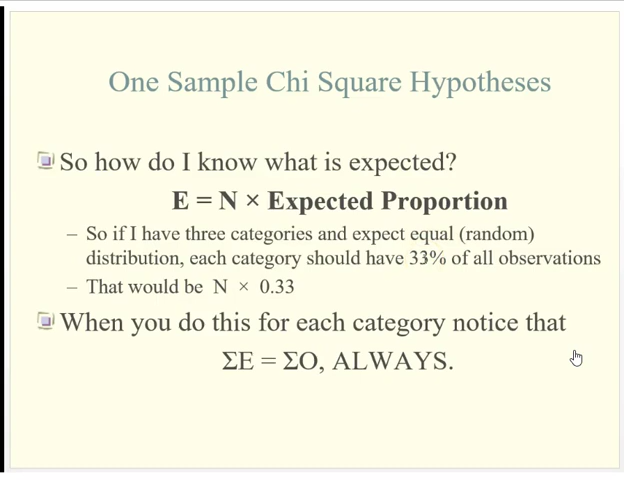 One Sample Chi Square Hypotheses
So how do I know what is expected?
E = N × Expected Proportion
– So if I have three categories and expect equal (random)
distribution, each category should have 33% of all observations
– That would be N × 0.33
When you do this for each category notice that
ΣE = ΣO, ALWAYS.